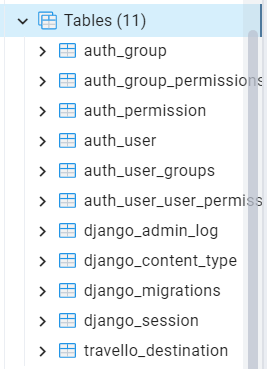 Tables (11)
auth_group
auth_group_permissions
auth_permission
auth_user
auth_user_groups
auth_user_user_permiss
django_admin_log
django_content_type
django_migrations
django_session
travello_destination